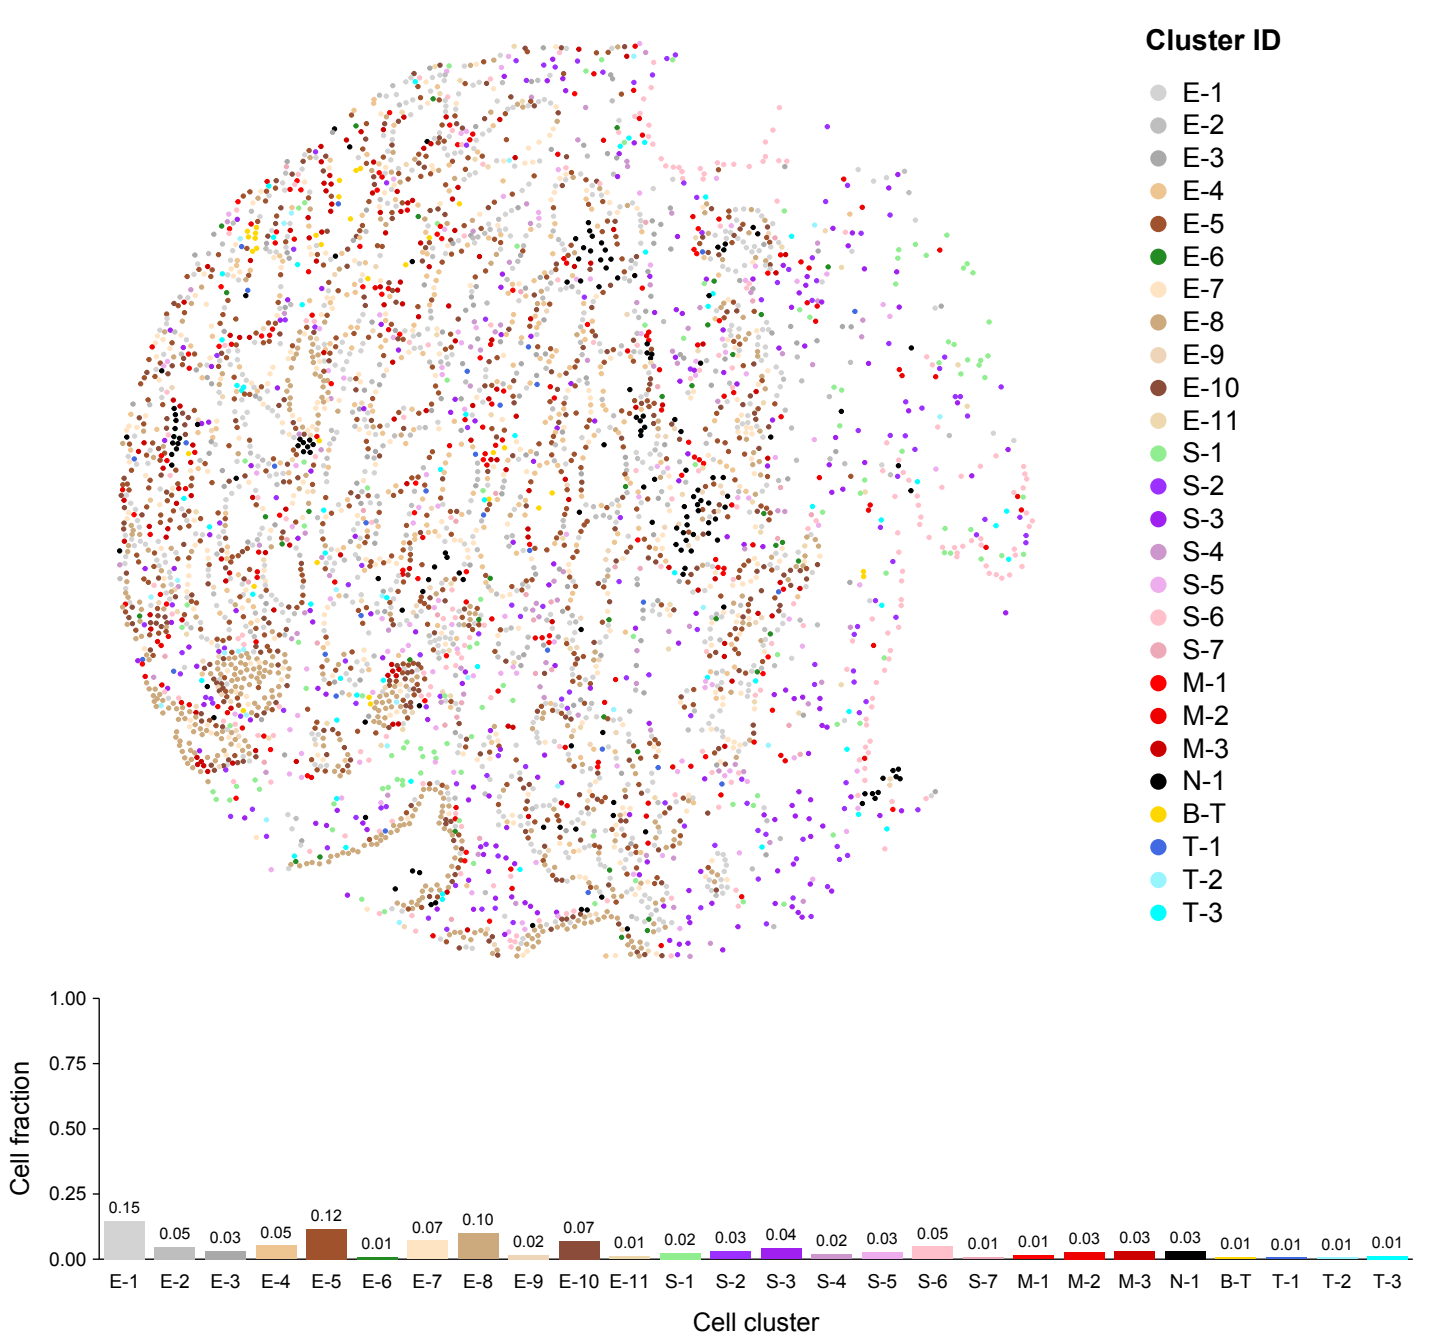 Cluster ID
E-1
E-2
E-3
E-4
E-5
E-6
E-7
E-8
E-9
E-10
E-11
S-1
S-2
S-3
S-4
S-5
S-6
S-7
M-1
M-2
M-3
N-1
B-T
T-1
T-2
T-3
Cell fraction
1.00
0.75
0.50
0.25
0.00
0.15 0.05 0.03 0.05 0.12 0.01 0.07 0.10 0.02 0.07 0.01 0.02 0.03 0.04 0.02 0.03 0.05 0.01 0.01 0.03 0.03 0.03 0.01 0.01 0.01 0.01
E-1 E-2 E-3 E-4 E-5 E-6 E-7 E-8 E-9 E-10 E-11 S-1 S-2 S-3 S-4 S-5 S-6 S-7 M-1 M-2 M-3 N-1 B-T T-1 T-2 T-3
Cell cluster